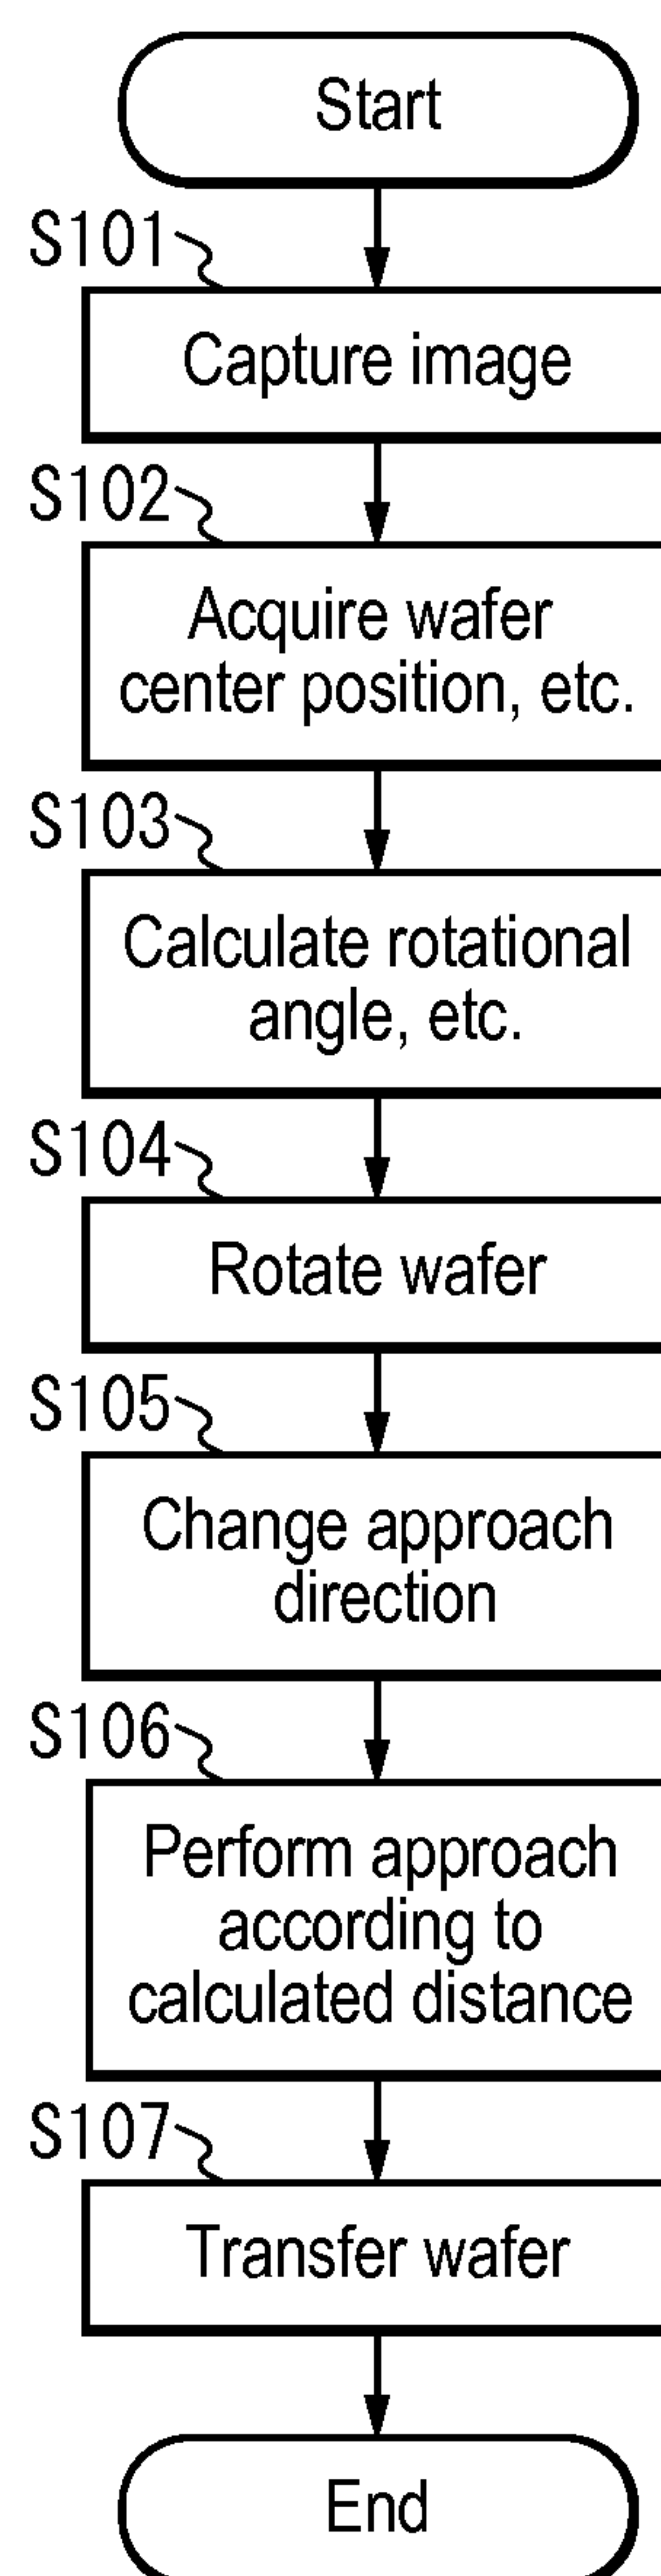 Start
S101
Capture image
S102
Acquire wafer
center position, etc.
S103
Calculate rotational
angle, etc.
S104
Rotate wafer
S105
Change approach
direction
S106
Perform approach
according to
calculated distance
S107
Transfer wafer
End